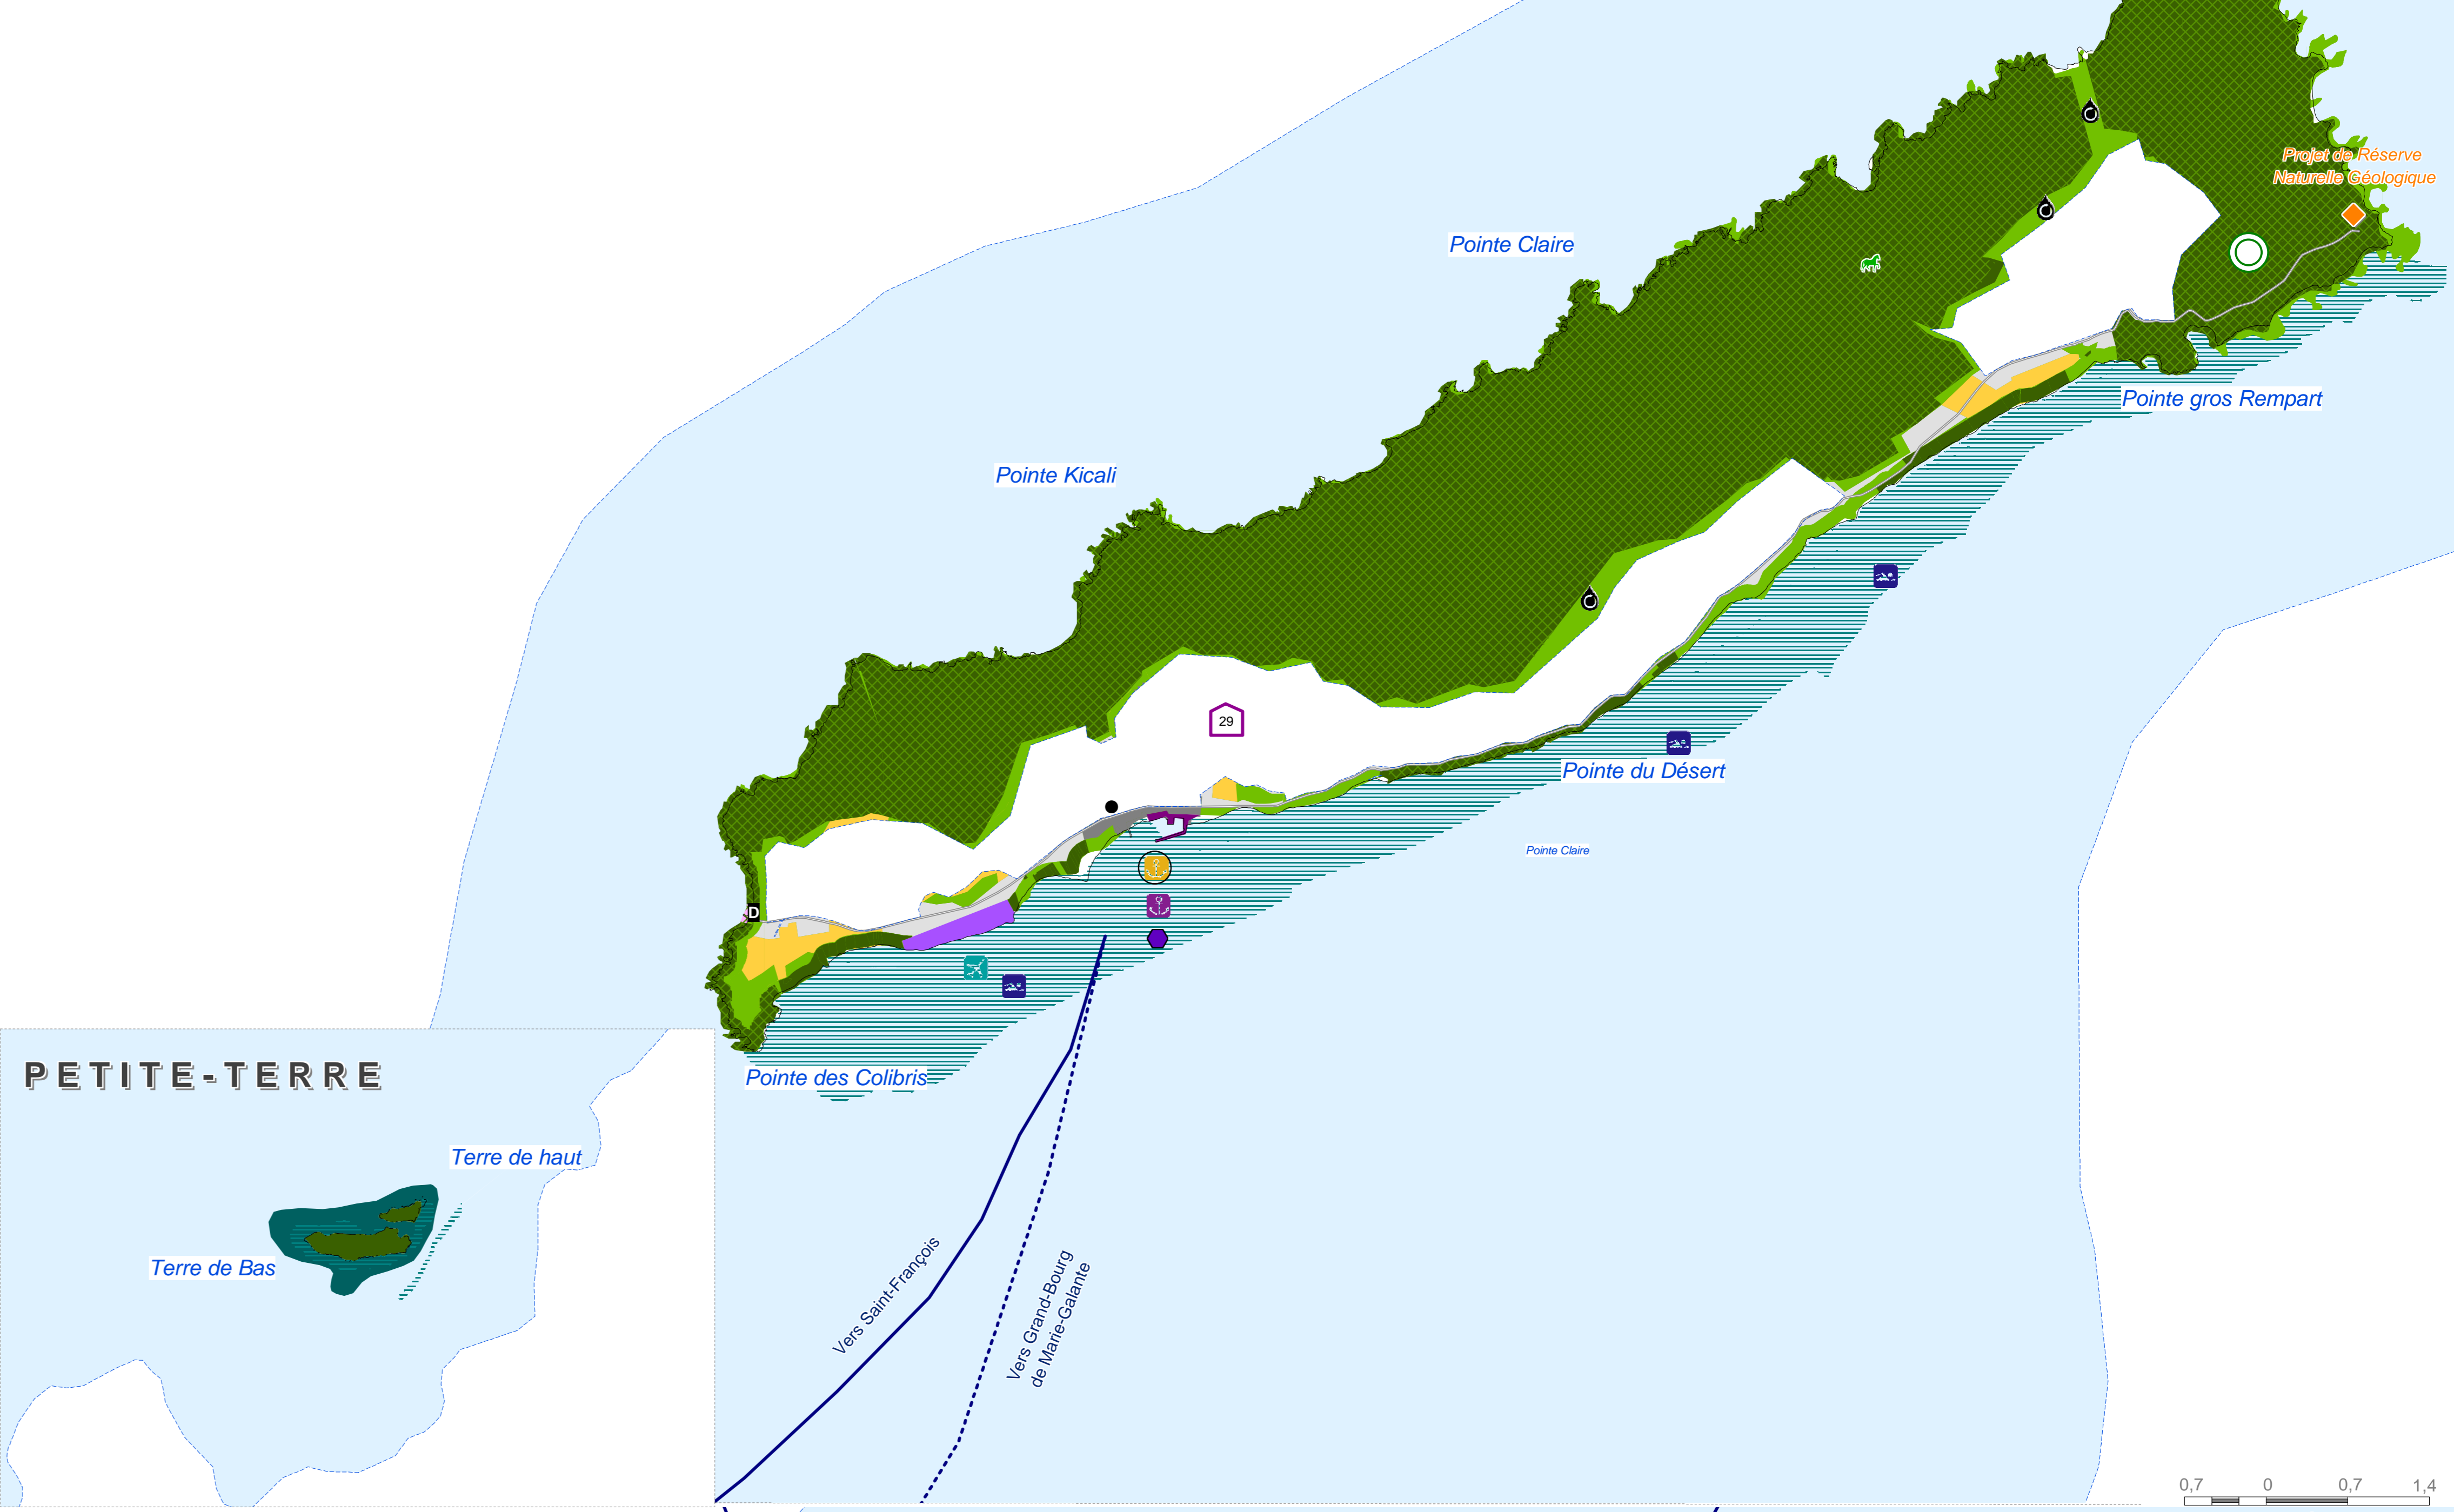 Projet de Réserve
Naturelle Géologique
Pointe Claire
Pointe gros Rempart
Pointe Kicali
29
Pointe du Désert
Pointe Claire
D
Pointe des Colibris
PETITE-TERRE
Terre de haut
Terre de Bas
Vers Saint-François
Vers Grand-Bourg
de Marie-Galante
0,7 0 0,7 1,4